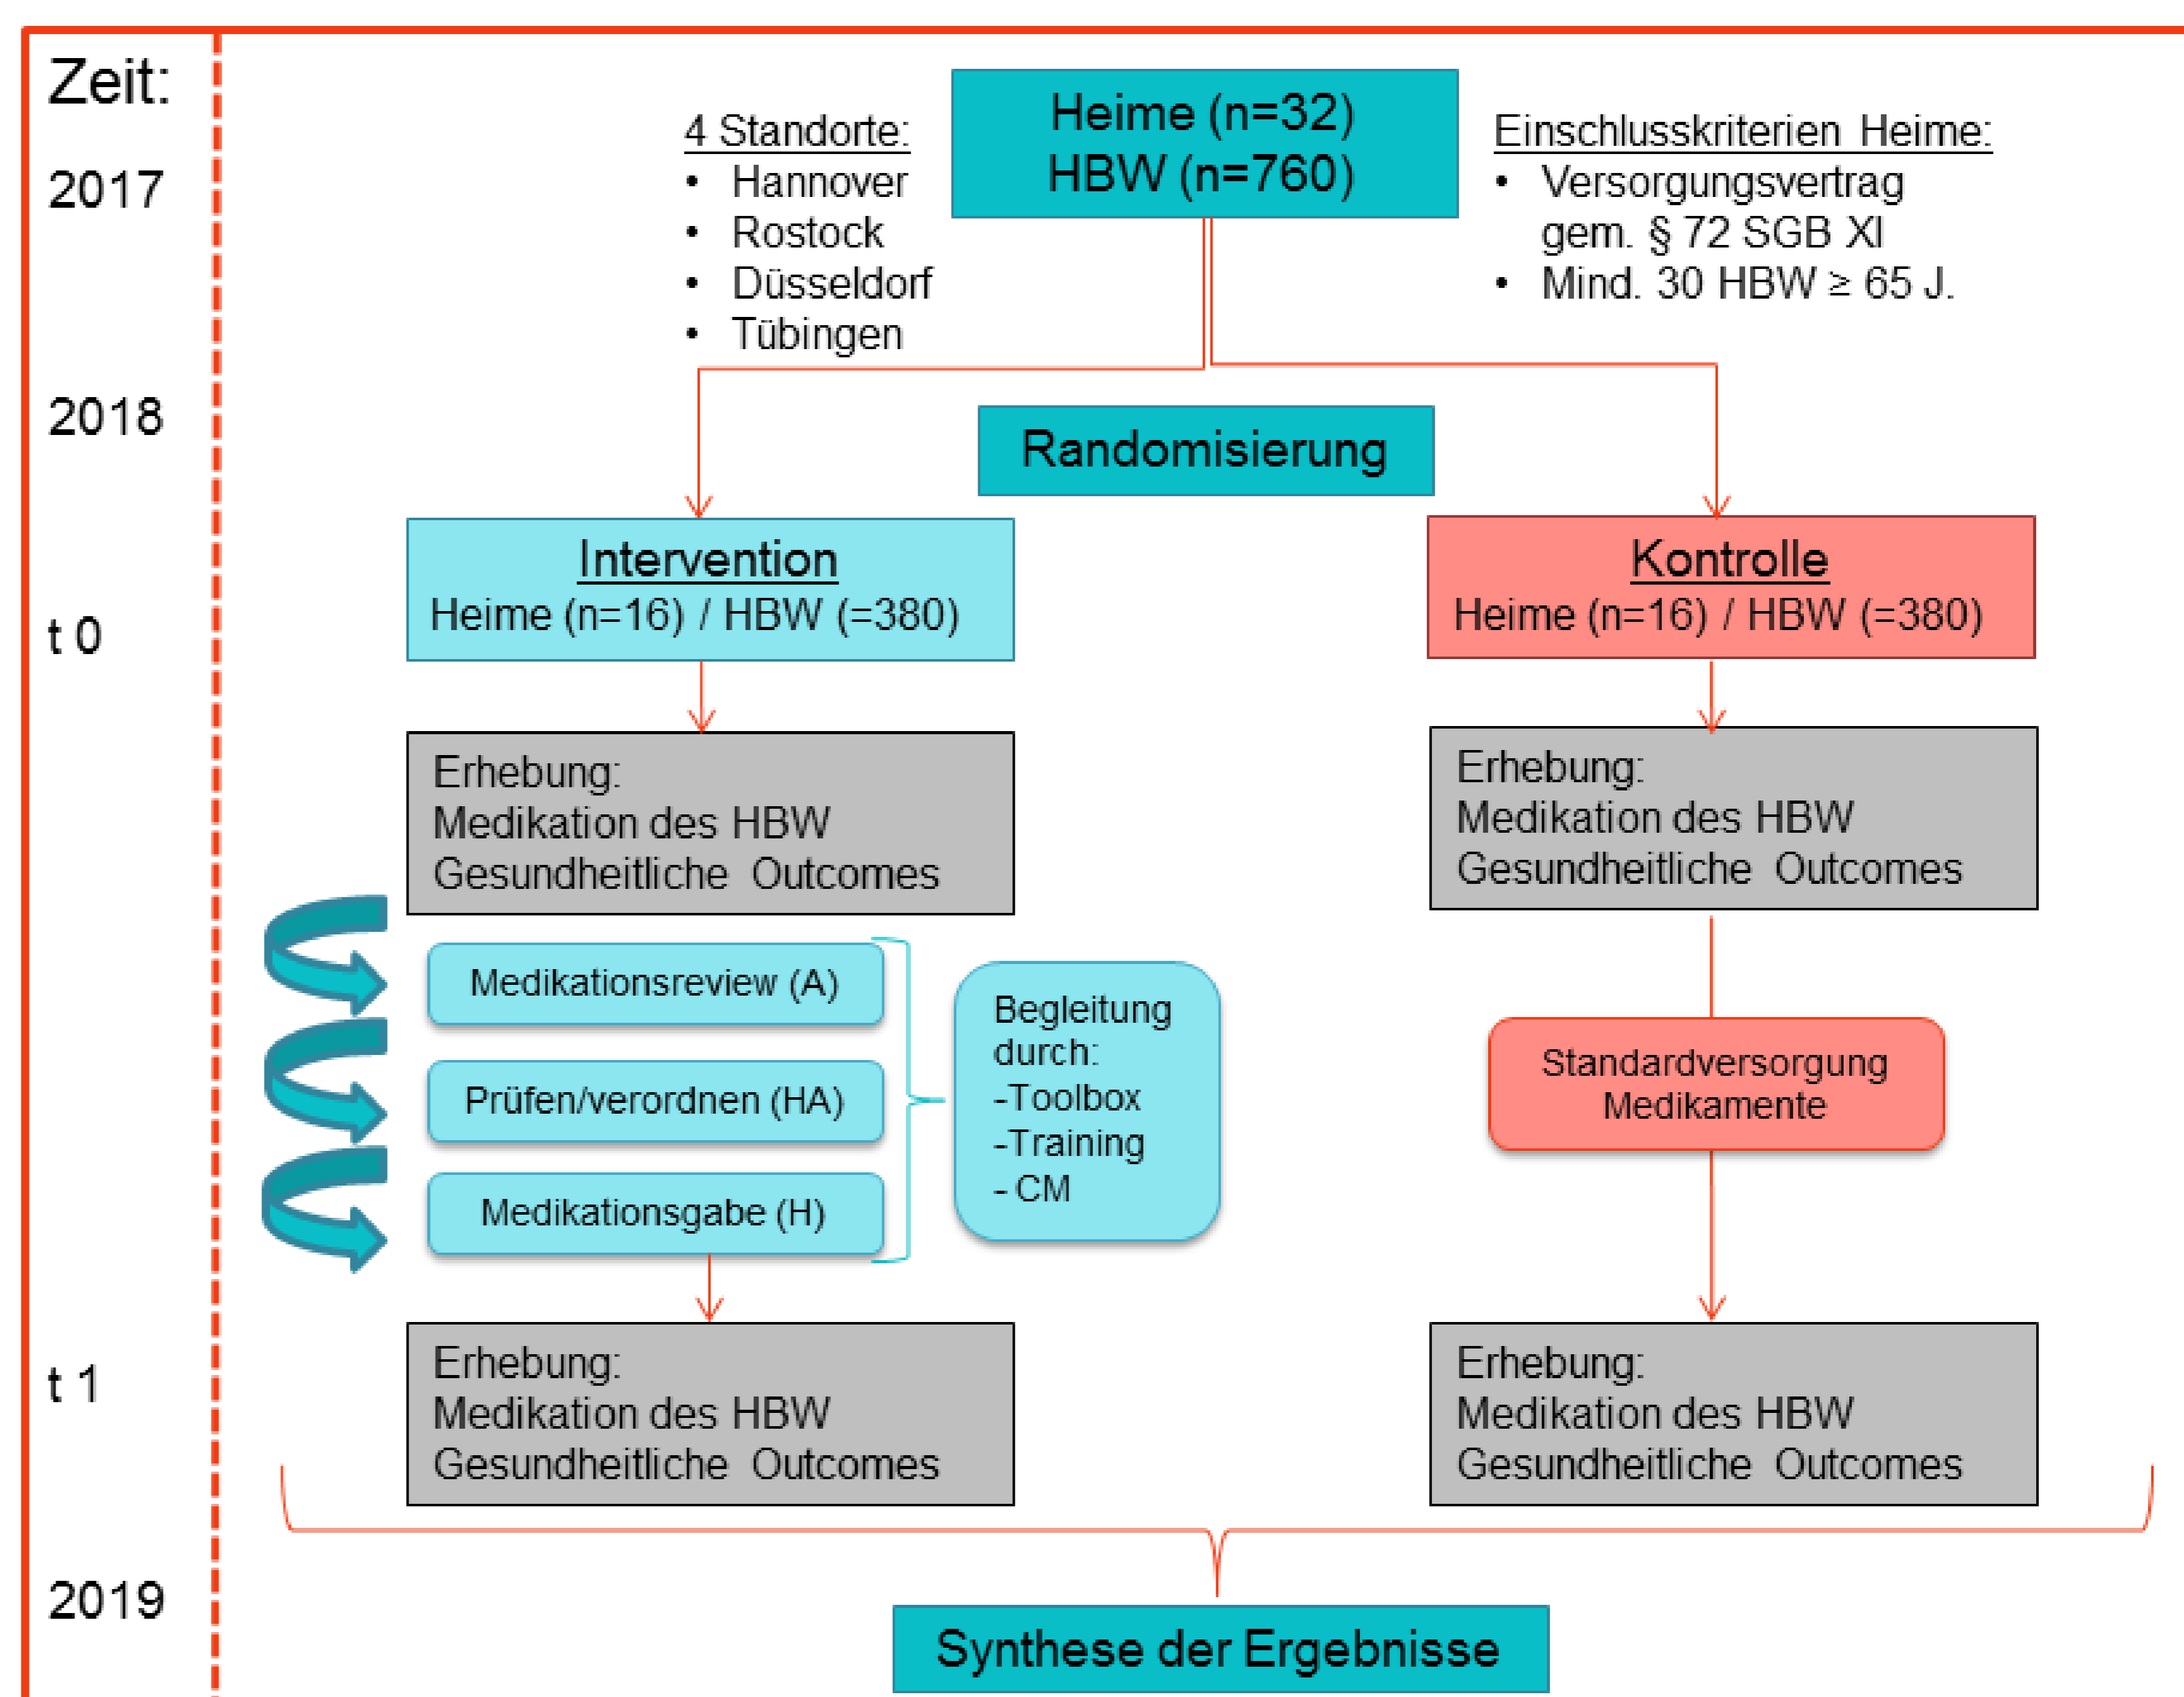 Zeit:
2017
2018
t 0
t 1
2019
4 Standorte:
• Hannover
• Rostock
• Düsseldorf
• Tübingen
Heime (n=32)
HBW (n=760)
Einschlusskriterien Heime:
• Versorgungsvertrag
gem. § 72 SGB XI
• Mind. 30 HBW ≥ 65 J.
Randomisierung
Intervention
Heime (n=16) / HBW (=380)
Kontrolle
Heime (n=16) / HBW (=380)
Erhebung:
Medikation des HBW
Gesundheitliche Outcomes
Erhebung:
Medikation des HBW
Gesundheitliche Outcomes
Medikationsreview (A)
Prüfen/verordnen (HA)
Medikationsgabe (H)
Begleitung
durch:
-Toolbox
-Training
- CM
Standardversorgung
Medikamente
Erhebung:
Medikation des HBW
Gesundheitliche Outcomes
Erhebung:
Medikation des HBW
Gesundheitliche Outcomes
Synthese der Ergebnisse